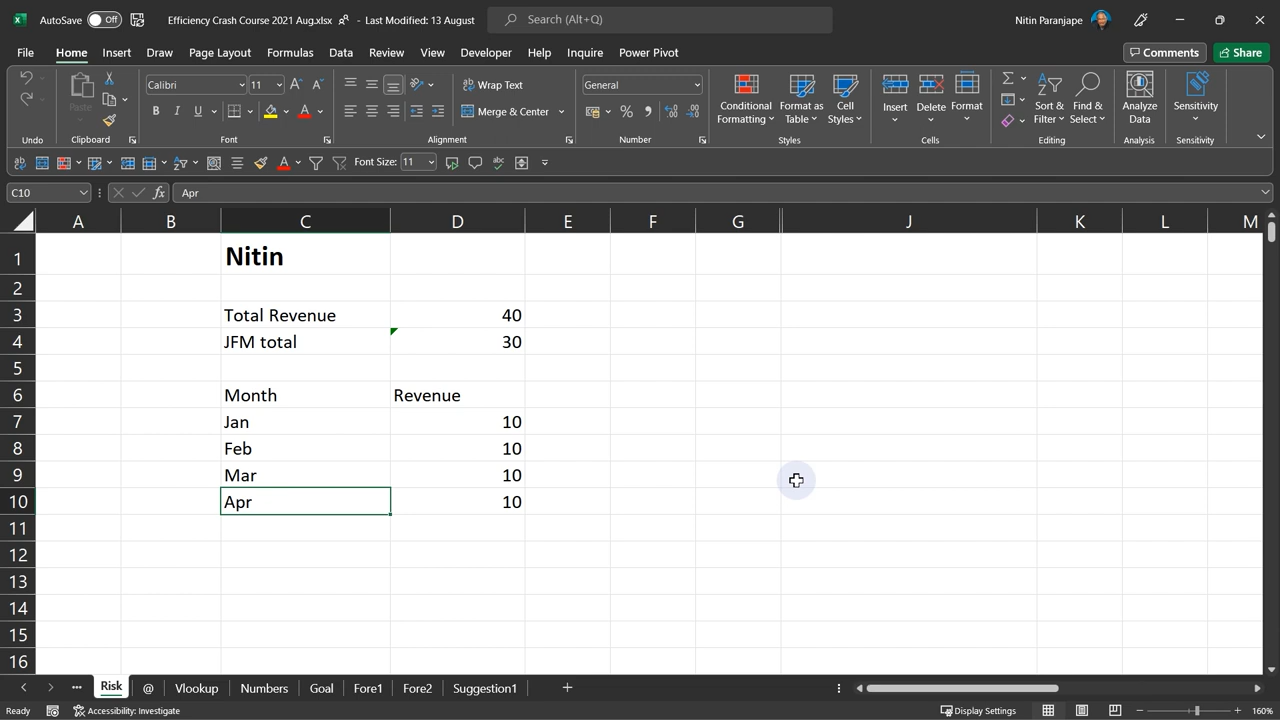 AutoSave Off Efficiency Crash Course 2021 Aug.xlsx - Last Modified: 13 August Search (Alt+Q) Nitin Paranjape
File Home Insert Draw Page Layout Formulas Data Review View Developer Help Inquire Power Pivot Comments Share
Paste Calibri 11 Wrap Text General Conditional Formatting Format as Table Cell Styles Insert Delete Format Sort & Filter Find & Select Analyze Data Sensitivity
B I U A Merge & Center %
Undo Clipboard Font Alignment Number Styles Cells Editing Analysis Sensitivity
Font Size: 11
C10 fx Apr
A B C D E F G J K L M
1 Nitin
2
3 Total Revenue 40
4 JFM total 30
5
6 Month Revenue
7 Jan 10
8 Feb 10
9 Mar 10
10 Apr 10
11
12
13
14
15
16
Risk @ Vlookup Numbers Goal Fore1 Fore2 Suggestion1
Ready Accessibility: Investigate Display Settings 160%